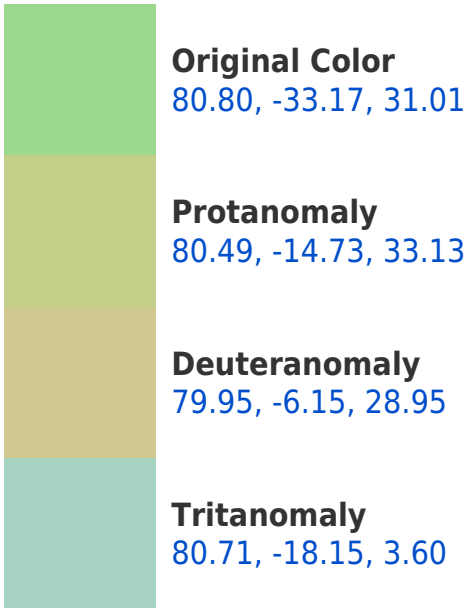 Original Color
80.80, -33.17, 31.01
Protanomaly
80.49, -14.73, 33.13
Deuteranomaly
79.95, -6.15, 28.95
Tritanomaly
80.71, -18.15, 3.60